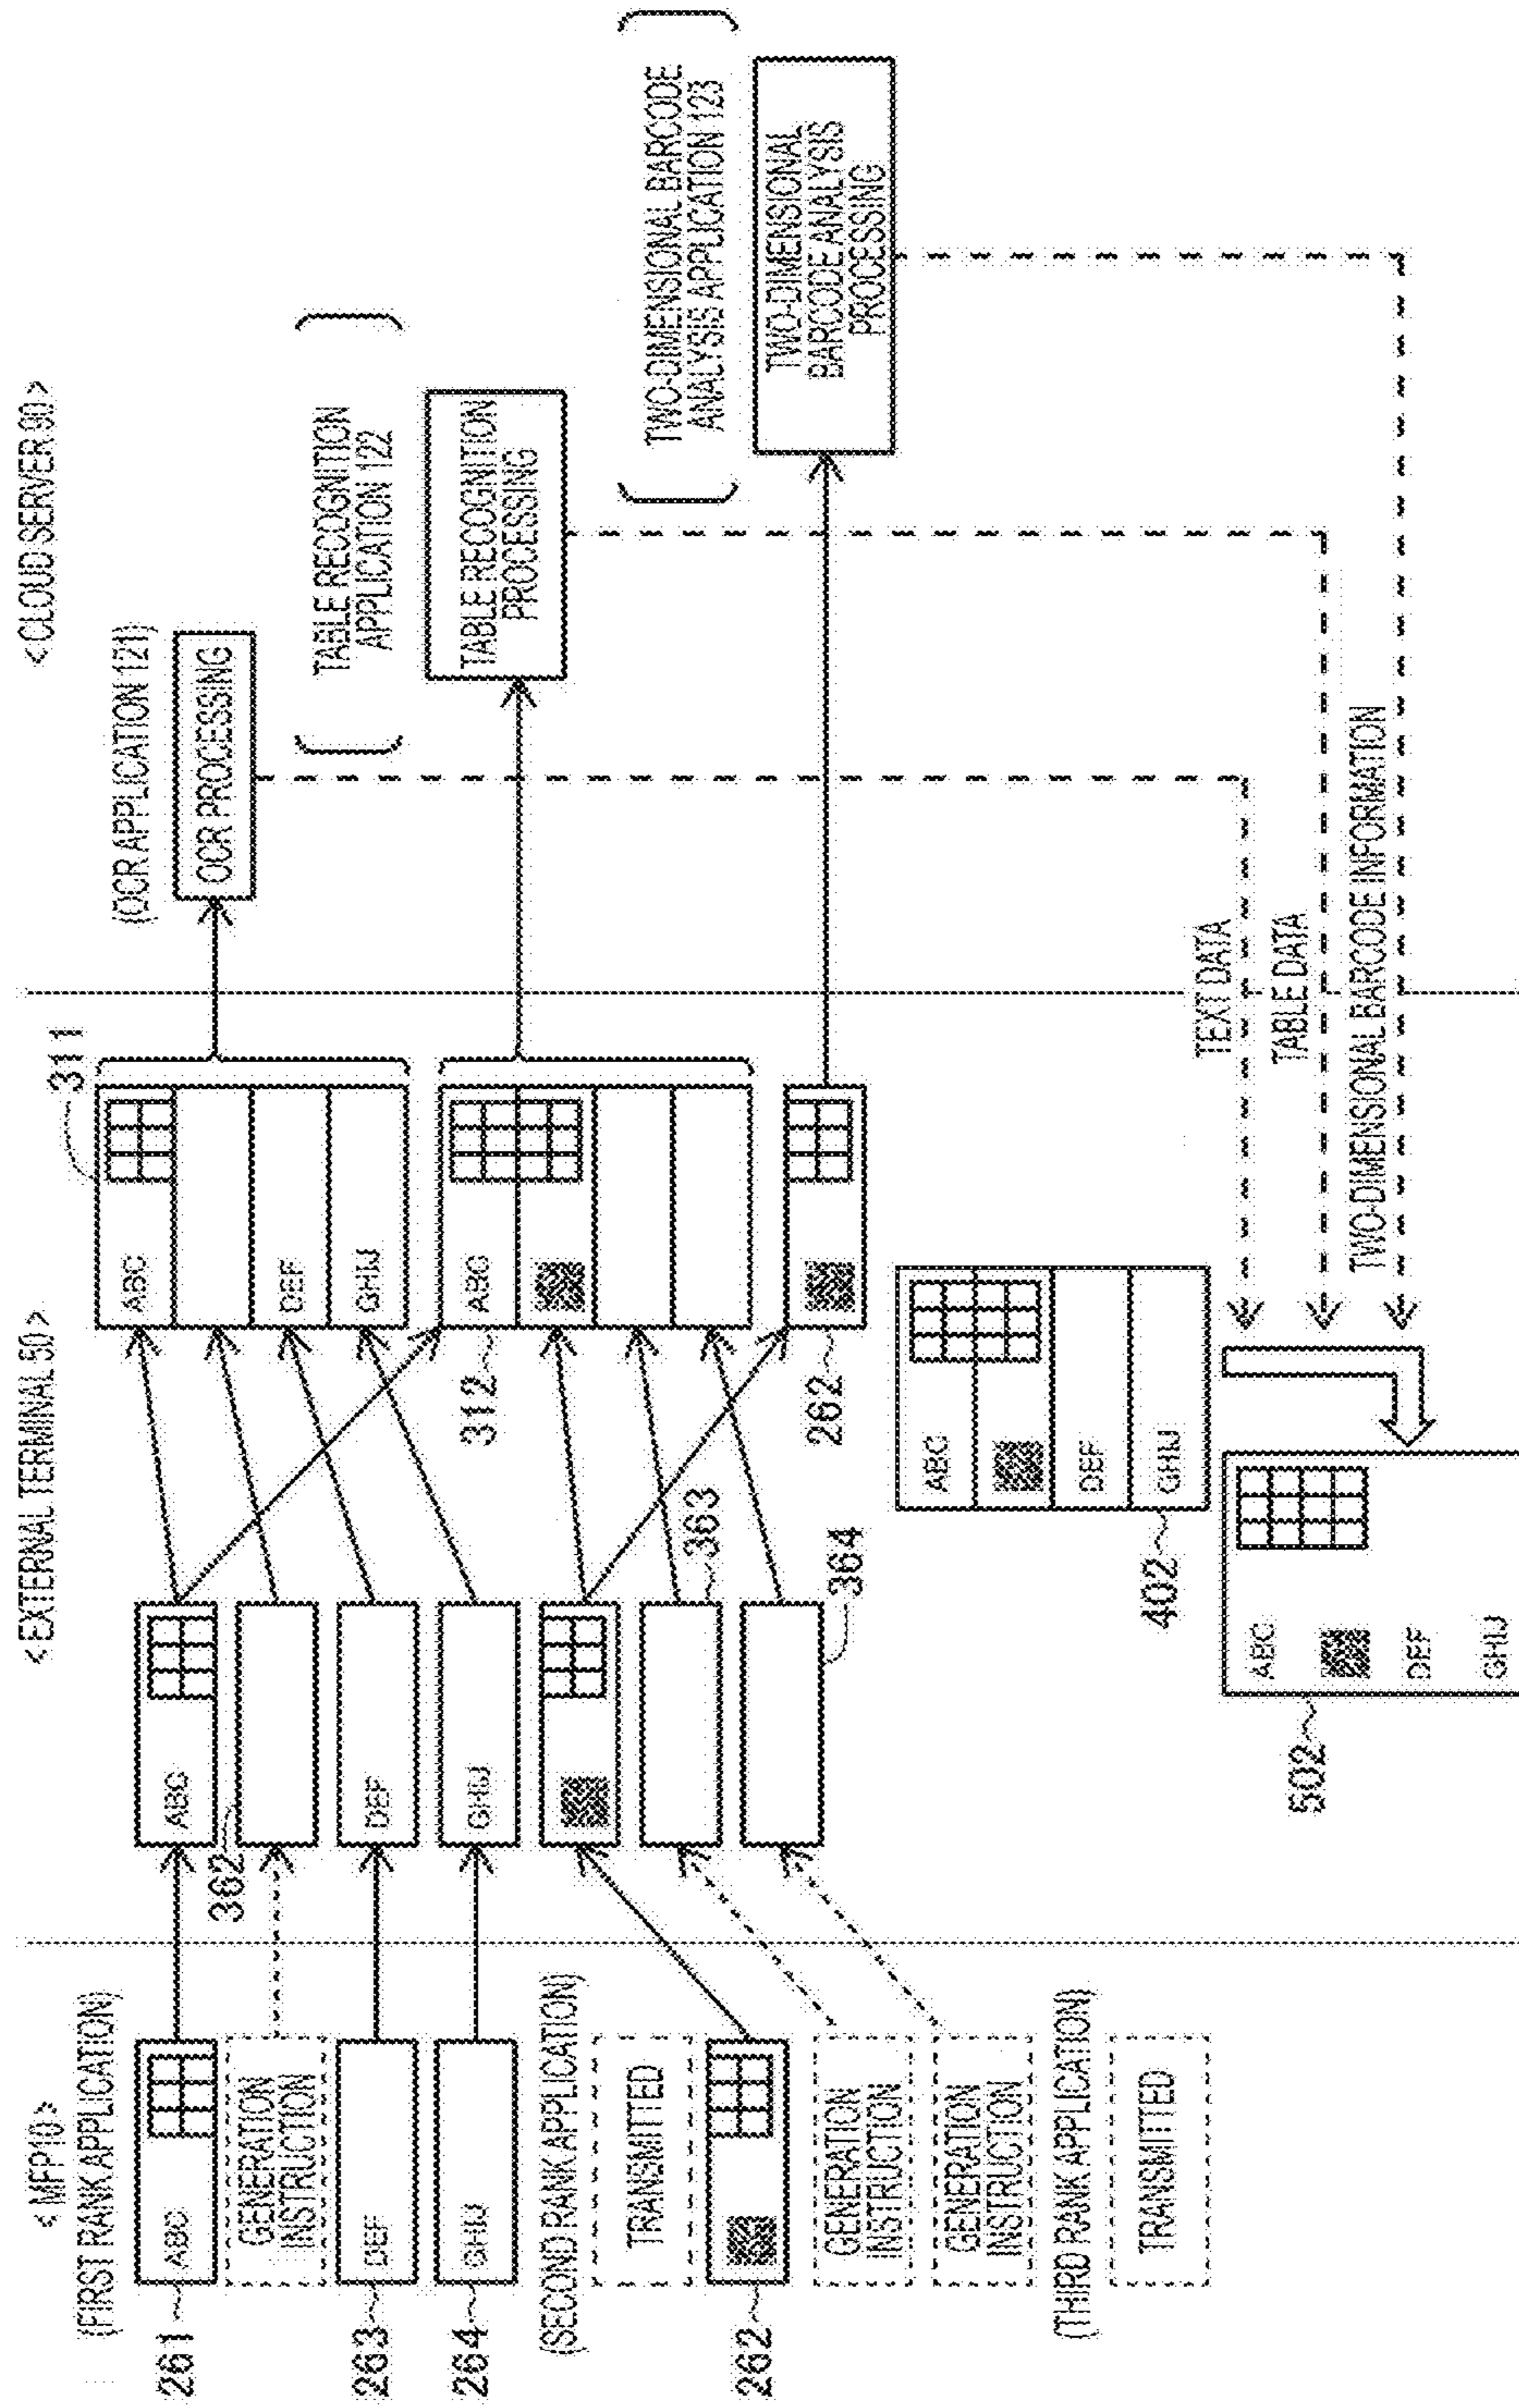 < MFP10 >
(FIRST RANK APPLICATION)
261
ABC
GENERATION
INSTRUCTION
263
DEF
264
GHIJ
(SECOND RANK APPLICATION)
TRANSMITTED
262
GENERATION
INSTRUCTION
GENERATION
INSTRUCTION
(THIRD RANK APPLICATION)
TRANSMITTED
< EXTERNAL TERMINAL 50 >
ABC
362
DEF
GHIJ
363
364
311
ABC
DEF
GHIJ
312
ABC
262
402
ABC
DEF
GHIJ
502
ABC
DEF
GHIJ
< CLOUD SERVER 90 >
(OCR APPLICATION 121)
OCR PROCESSING
TABLE RECOGNITION
APPLICATION 122
TABLE RECOGNITION
PROCESSING
TWO-DIMENSIONAL BARCODE
ANALYSIS APPLICATION 123
TWO-DIMENSIONAL
BARCODE ANALYSIS
PROCESSING
TEXT DATA
TABLE DATA
TWO-DIMENSIONAL BARCODE INFORMATION